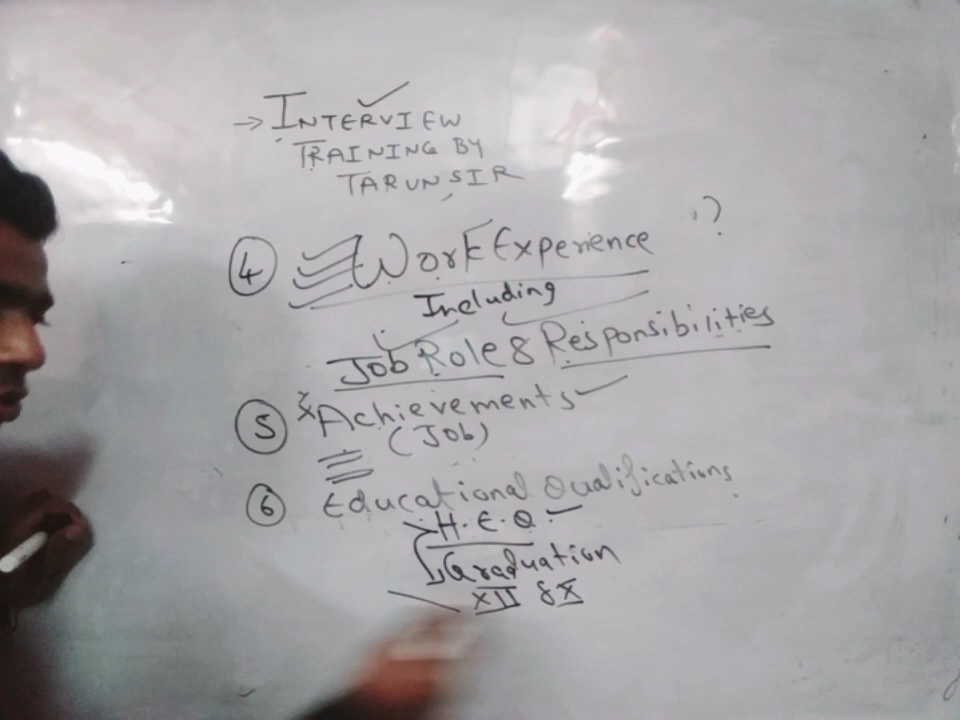 → INTERVIEW
TRAINING BY
TARUN SIR
④ Work Experience ?
Including
Job Role & Responsibilities
⑤ Achievements
(Job)
⑥ Educational Qualifications
H.E.Q.
Graduation
XII & X